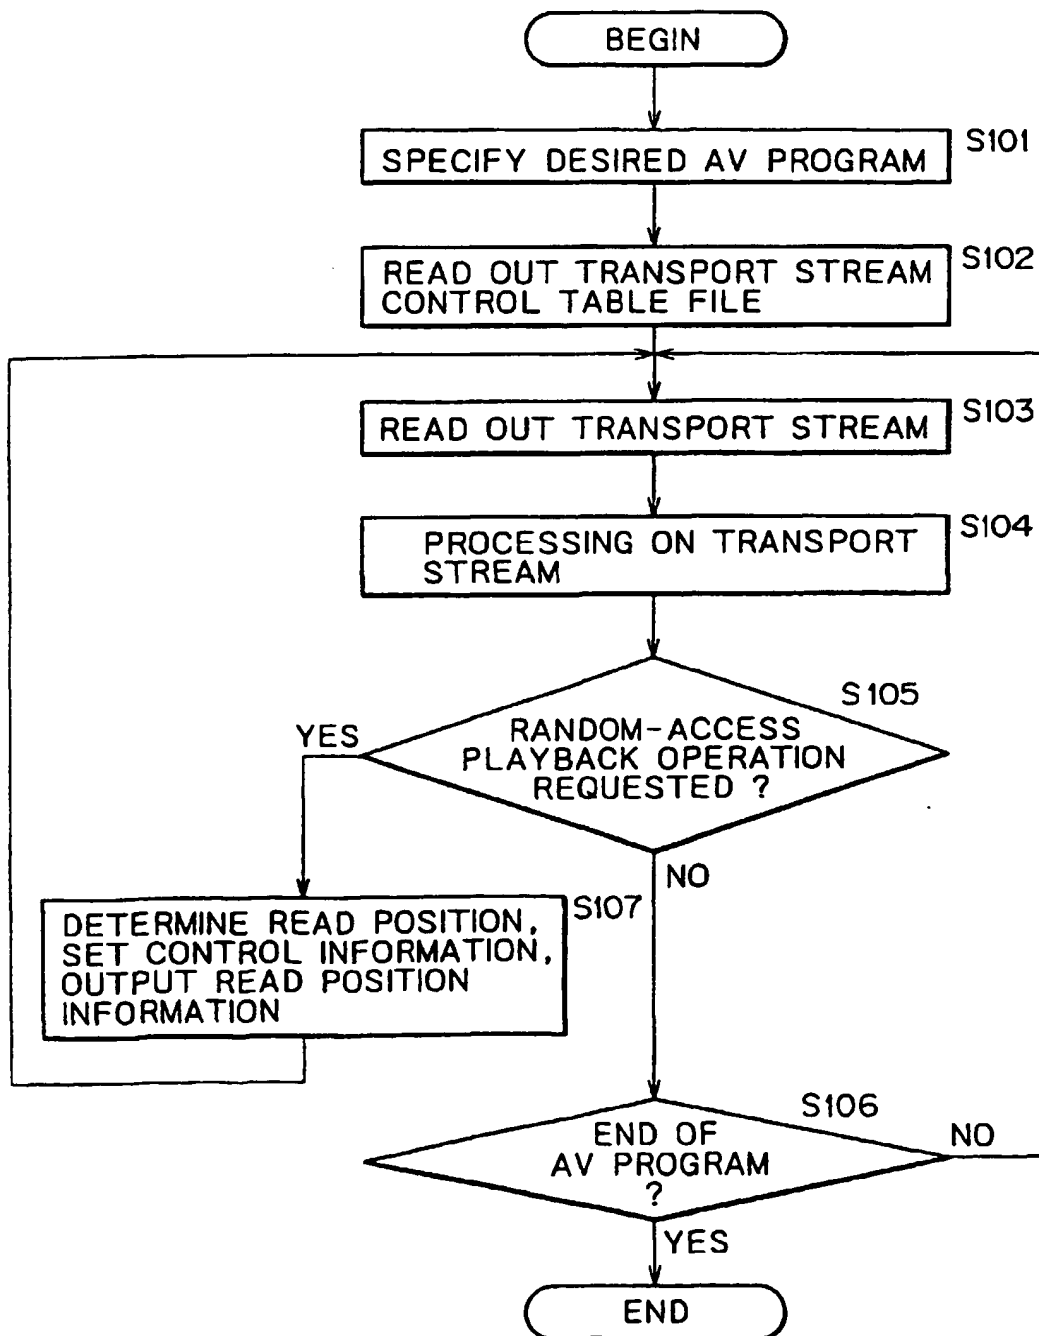 BEGIN
SPECIFY DESIRED AV PROGRAM
S101
READ OUT TRANSPORT STREAM
CONTROL TABLE FILE
S102
READ OUT TRANSPORT STREAM
S103
PROCESSING ON TRANSPORT
STREAM
S104
S105
YES
RANDOM-ACCESS
PLAYBACK OPERATION
REQUESTED ?
NO
S107
DETERMINE READ POSITION,
SET CONTROL INFORMATION,
OUTPUT READ POSITION
INFORMATION
S106
END OF
AV PROGRAM
?
NO
YES
END